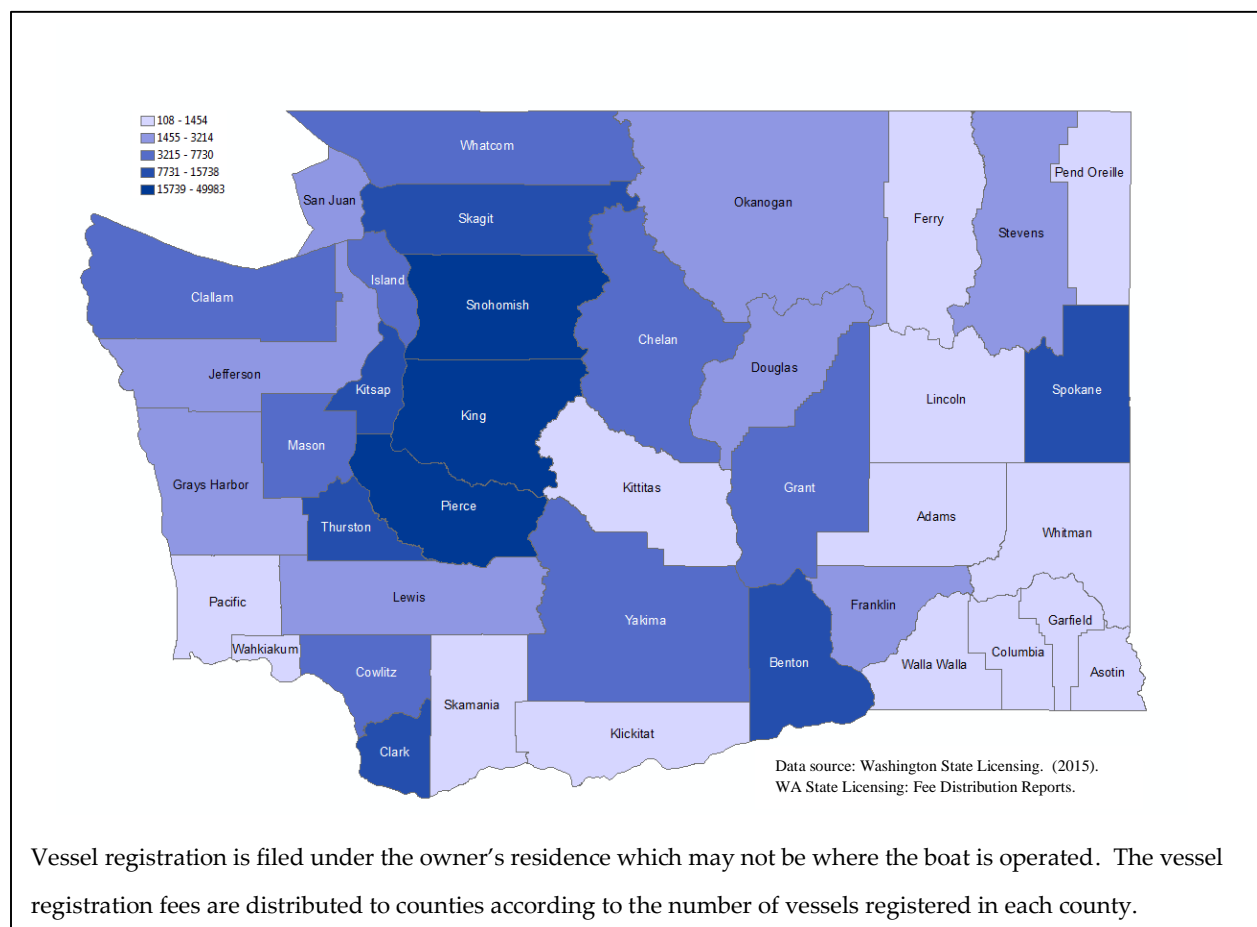 108 - 1454
1455 - 3214
3215 - 7730
7731 - 15738
15739 - 49983
Whatcom
San Juan
Skagit
Okanogan
Ferry
Pend Oreille
Stevens
Island
Clallam
Snohomish
Chelan
Jefferson
Kitsap
Douglas
King
Lincoln
Spokane
Mason
Grays Harbor
Kittitas
Grant
Pierce
Thurston
Adams
Whitman
Pacific
Lewis
Franklin
Yakima
Garfield
Wahkiakum
Columbia
Benton
Walla Walla
Asotin
Cowlitz
Skamania
Klickitat
Clark
Data source: Washington State Licensing.  (2015).
WA State Licensing: Fee Distribution Reports.
Vessel registration is filed under the owner’s residence which may not be where the boat is operated.  The vessel
registration fees are distributed to counties according to the number of vessels registered in each county.